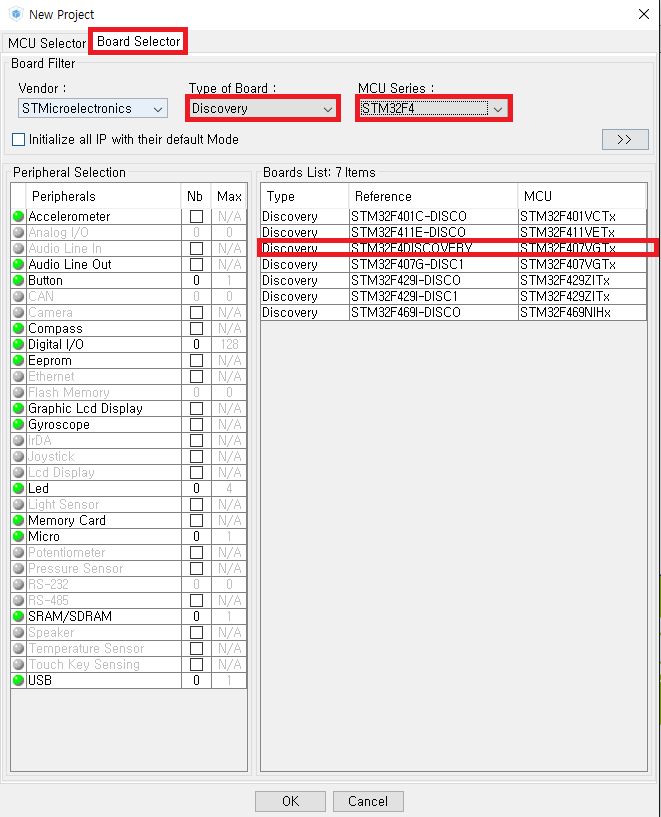 New Project
MCU Selector Board Selector
Board Filter
Vendor : Type of Board : MCU Series :
STMicroelectronics Discovery STM32F4
Initialize all IP with their default Mode >>
Peripheral Selection
Peripherals Nb Max
Accelerometer N/A
Analog I/O 0 0
Audio Line In N/A
Audio Line Out N/A
Button 0 1
CAN 0 0
Camera N/A
Compass N/A
Digital I/O 0 128
Eeprom N/A
Ethernet N/A
Flash Memory 0 0
Graphic Lcd Display N/A
Gyroscope N/A
IrDA N/A
Joystick N/A
Lcd Display N/A
Led 0 4
Light Sensor N/A
Memory Card N/A
Micro 0 1
Potentiometer N/A
Pressure Sensor N/A
RS-232 0 0
RS-485 N/A
SRAM/SDRAM 0 1
Speaker N/A
Temperature Sensor N/A
Touch Key Sensing N/A
USB 0 1
Boards List: 7 Items
Type Reference MCU
Discovery STM32F401C-DISCO STM32F401VCTx
Discovery STM32F411E-DISCO STM32F411VETx
Discovery STM32F4DISCOVERY STM32F407VGTx
Discovery STM32F407G-DISC1 STM32F407VGTx
Discovery STM32F429I-DISCO STM32F429ZITx
Discovery STM32F429I-DISC1 STM32F429ZITx
Discovery STM32F469I-DISCO STM32F469NIHx
OK Cancel